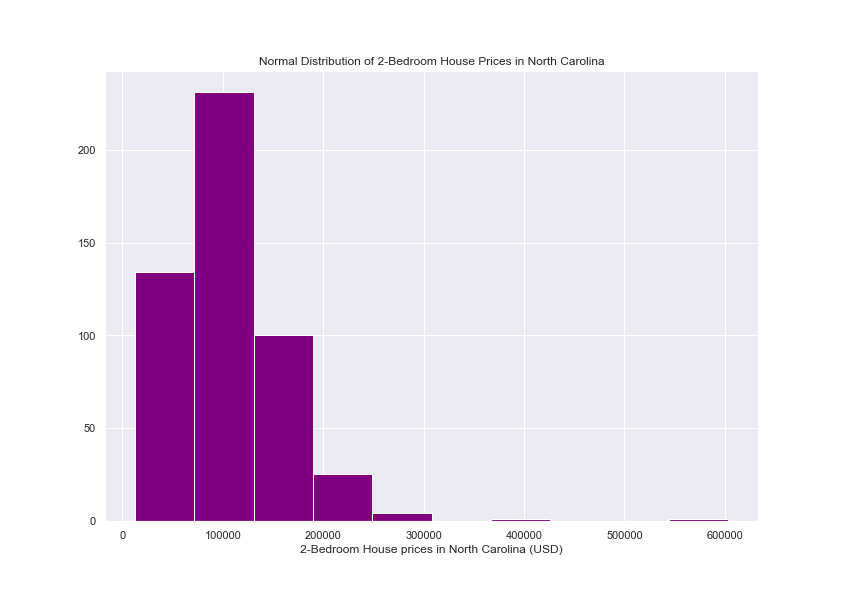 Normal Distribution of 2-Bedroom House Prices in North Carolina
200
150
100
50
0
0 100000 200000 300000 400000 500000 600000
2-Bedroom House prices in North Carolina (USD)